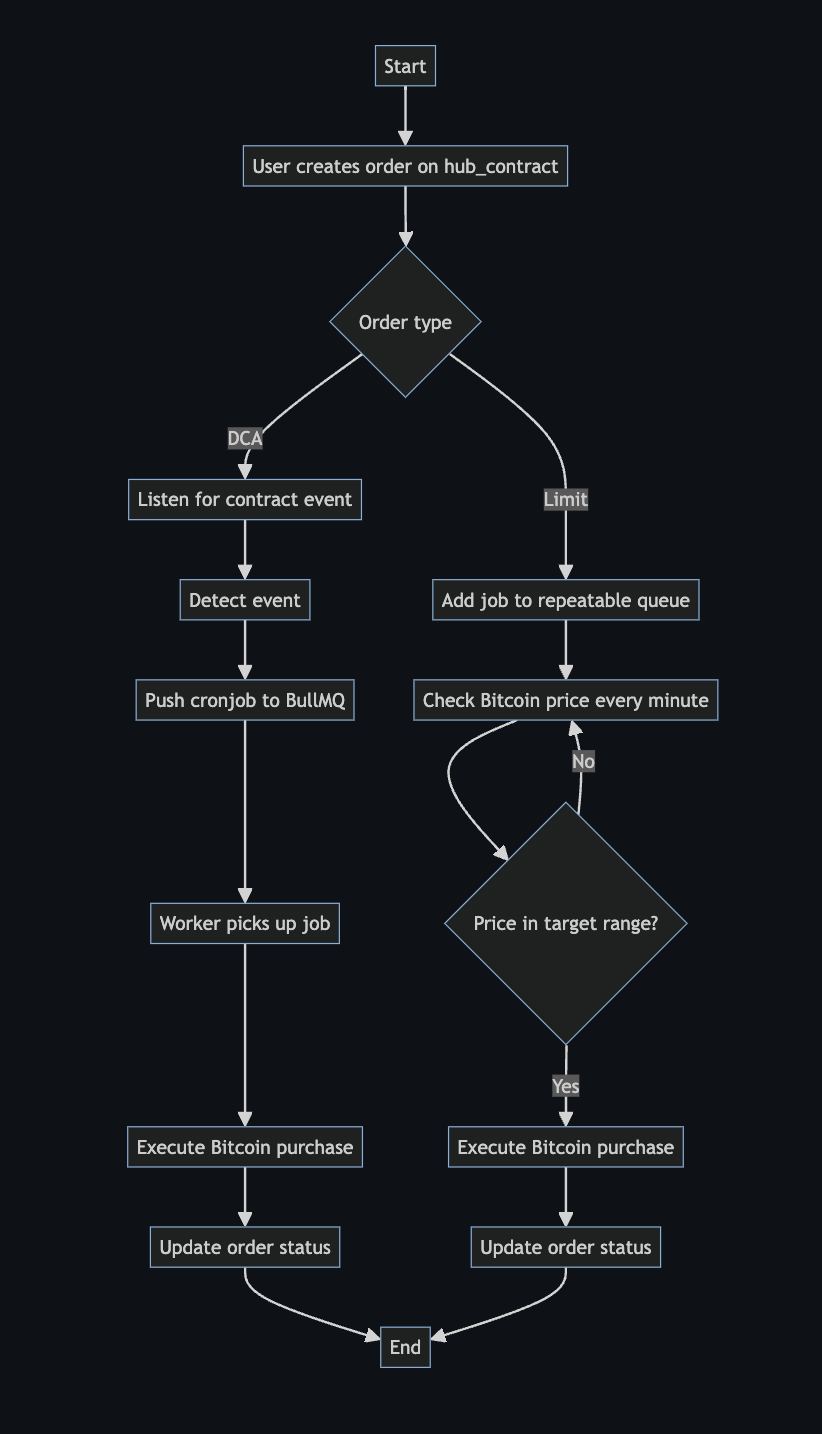 Start
User creates order on hub_contract
Order type
DCA
Listen for contract event
Limit
Detect event
Add job to repeatable queue
Push cronjob to BullMQ
Check Bitcoin price every minute
No
Worker picks up job
Price in target range?
Yes
Execute Bitcoin purchase
Execute Bitcoin purchase
Update order status
Update order status
End